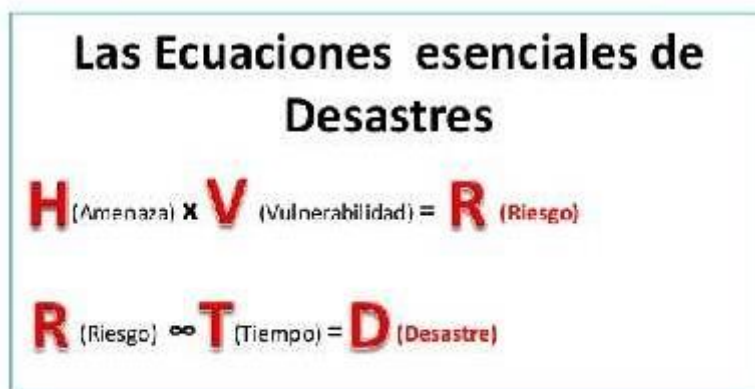 Las Ecuaciones esenciales de
Desastres
H (Amenaza) x V (Vulnerabilidad) = R (Riesgo)
R (Riesgo) ∞ T (Tiempo) = D (Desastre)